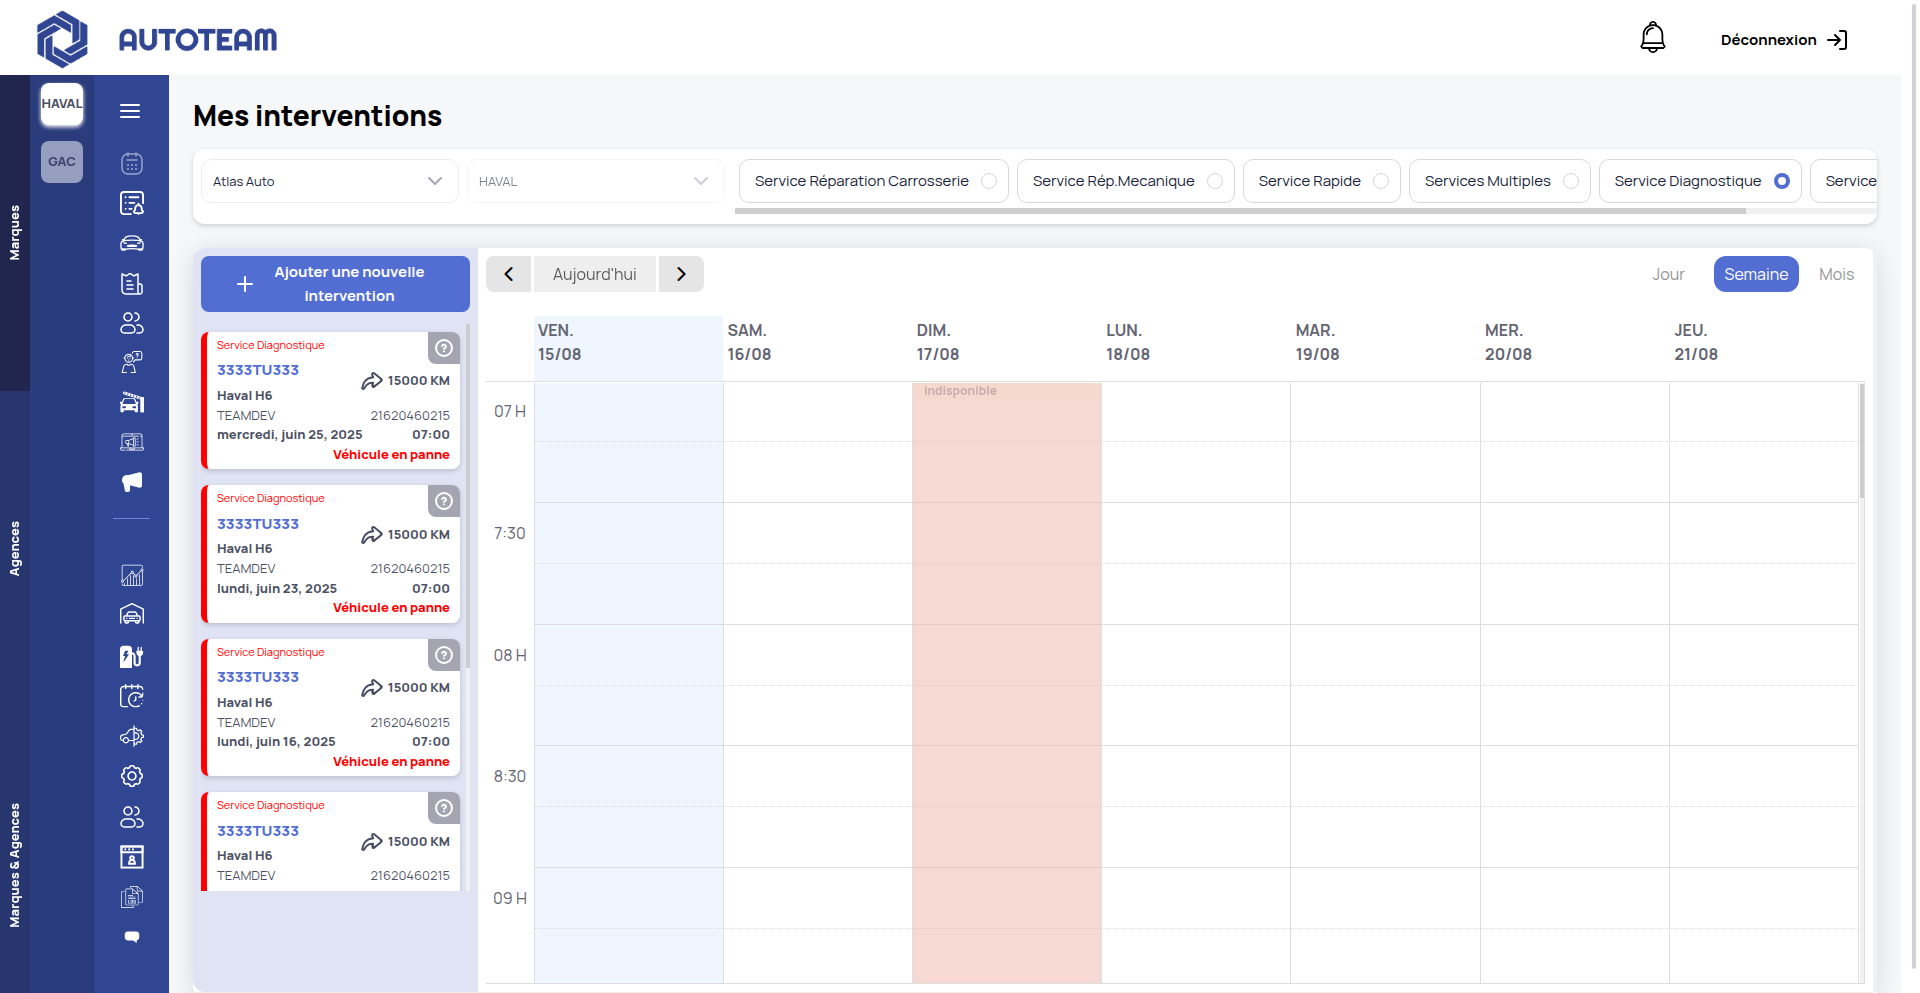 AUTOTEAM
Déconnexion
HAVAL
GAC
Marques
Agences
Marques & Agences
Mes interventions
Atlas Auto
HAVAL
Service Réparation Carrosserie
Service Rép.Mecanique
Service Rapide
Services Multiples
Service Diagnostique
Service
Ajouter une nouvelle
intervention
Service Diagnostique
3333TU333
15000 KM
Haval H6
TEAMDEV 21620460215
mercredi, juin 25, 2025 07:00
Véhicule en panne
Service Diagnostique
3333TU333
15000 KM
Haval H6
TEAMDEV 21620460215
lundi, juin 23, 2025 07:00
Véhicule en panne
Service Diagnostique
3333TU333
15000 KM
Haval H6
TEAMDEV 21620460215
lundi, juin 16, 2025 07:00
Véhicule en panne
Service Diagnostique
3333TU333
15000 KM
Haval H6
TEAMDEV 21620460215
Aujourd'hui
Jour Semaine Mois
VEN. SAM. DIM. LUN. MAR. MER. JEU.
15/08 16/08 17/08 18/08 19/08 20/08 21/08
indisponible
07 H
7:30
08 H
8:30
09 H